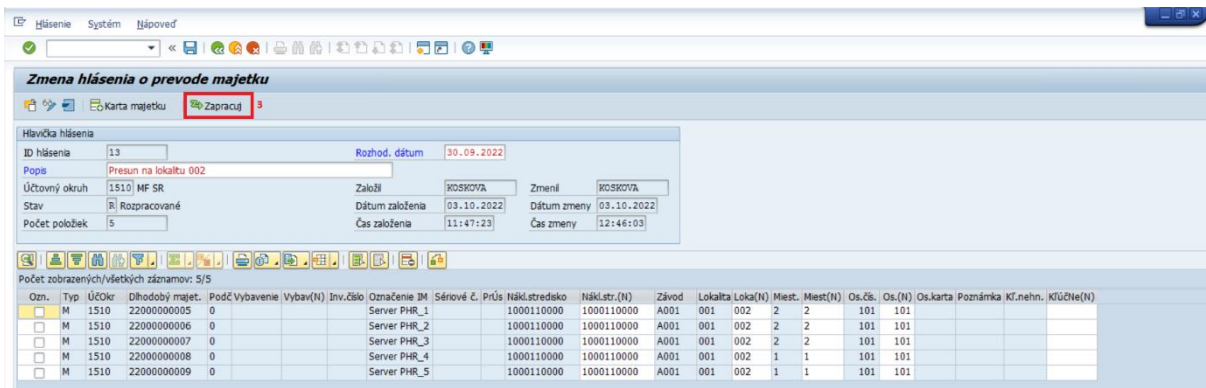 Hlásenie Systém Nápoveď
Zmena hlásenia o prevode majetku
Karta majetku Zapracuj 3
Hlavička hlásenia
ID hlásenia 13 Rozhod. dátum 30.09.2022
Popis Presun na lokalitu 002
Účtovný okruh 1510 MF SR Založil KOSKOVA Zmenil KOSKOVA
Stav R Rozpracované Dátum založenia 03.10.2022 Dátum zmeny 03.10.2022
Počet položiek 5 Čas založenia 11:47:23 Čas zmeny 12:46:03
Počet zobrazených/všetkých záznamov: 5/5
Ozn. Typ ÚčOkr Dlhodobý majet. Podč Vybavenie Vybav(N) Inv.číslo Označenie IM Sériové č. PrÚs Nákl.stredisko Nákl.str.(N) Závod Lokalita Loka(N) Miest. Miest(N) Os.čís. Os.(N) Os.karta Poznámka Kľ.nehn. KľúčNe(N)
M 1510 22000000005 0 Server PHR_1 1000110000 1000110000 A001 001 002 2 2 101 101
M 1510 22000000006 0 Server PHR_2 1000110000 1000110000 A001 001 002 2 2 101 101
M 1510 22000000007 0 Server PHR_3 1000110000 1000110000 A001 001 002 2 2 101 101
M 1510 22000000008 0 Server PHR_4 1000110000 1000110000 A001 001 002 1 1 101 101
M 1510 22000000009 0 Server PHR_5 1000110000 1000110000 A001 001 002 1 1 101 101